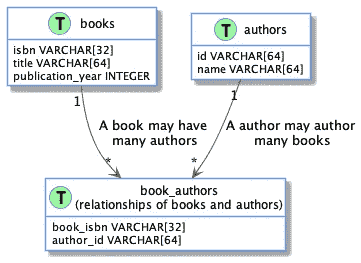 T books
isbn VARCHAR[32]
title VARCHAR[64]
publication_year INTEGER
T authors
id VARCHAR[64]
name VARCHAR[64]
1
1
A book may have
many authors
A author may author
many books
*
*
T book_authors
(relationships of books and authors)
book_isbn VARCHAR[32]
author_id VARCHAR[64]